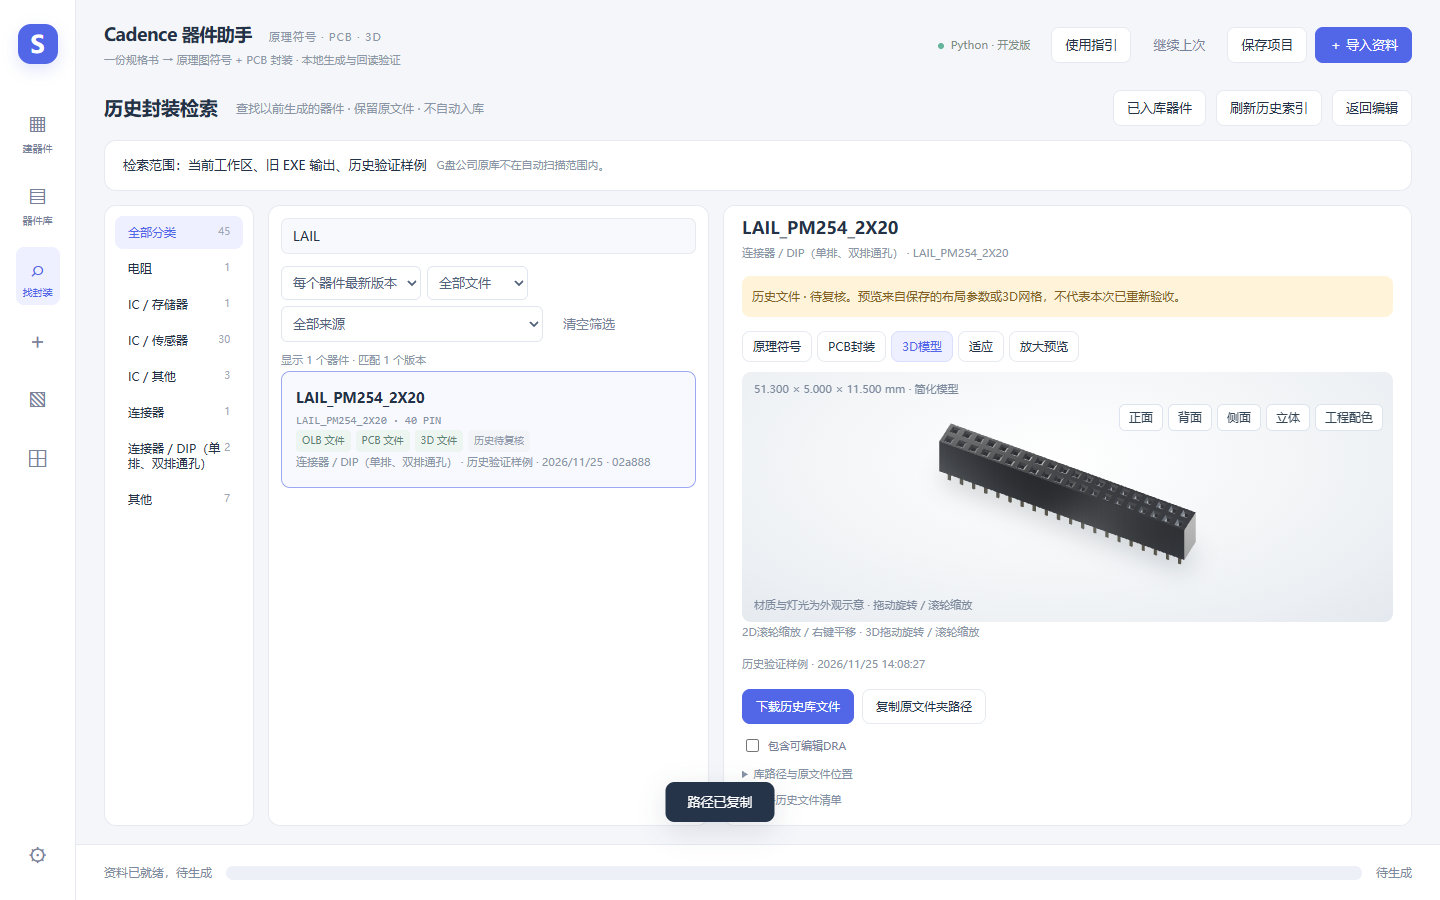 S
Cadence 器件助手 原理符号 · PCB · 3D
一份规格书 → 原理图符号 + PCB 封装 · 本地生成与回读验证
Python · 开发版
使用指引
继续上次
保存项目
+ 导入资料
建器件
器件库
找封装
历史封装检索 查找以前生成的器件 · 保留原文件 · 不自动入库
已入库器件
刷新历史索引
返回编辑
检索范围：当前工作区、旧 EXE 输出、历史验证样例 G盘公司原库不在自动扫描范围内。
全部分类 45
电阻 1
IC / 存储器 1
IC / 传感器 30
IC / 其他 3
连接器 1
连接器 / DIP（单排、双排通孔） 2
其他 7
LAIL
每个器件最新版本
全部文件
全部来源
清空筛选
显示 1 个器件 · 匹配 1 个版本
LAIL_PM254_2X20
LAIL_PM254_2X20 · 40 PIN
OLB 文件 PCB 文件 3D 文件 历史待复核
连接器 / DIP（单排、双排通孔） · 历史验证样例 · 2026/11/25 · 02a888
LAIL_PM254_2X20
连接器 / DIP（单排、双排通孔） · LAIL_PM254_2X20
历史文件 · 待复核。预览来自保存的布局参数或3D网格，不代表本次已重新验收。
原理符号
PCB封装
3D模型
适应
放大预览
51.300 × 5.000 × 11.500 mm · 简化模型
正面
背面
侧面
立体
工程配色
材质与灯光为外观示意 · 拖动旋转 / 滚轮缩放
2D滚轮缩放 / 右键平移 · 3D拖动旋转 / 滚轮缩放
历史验证样例 · 2026/11/25 14:08:27
下载历史库文件
复制原文件夹路径
包含可编辑DRA
库路径与原文件位置
历史文件清单
路径已复制
资料已就绪，待生成
待生成